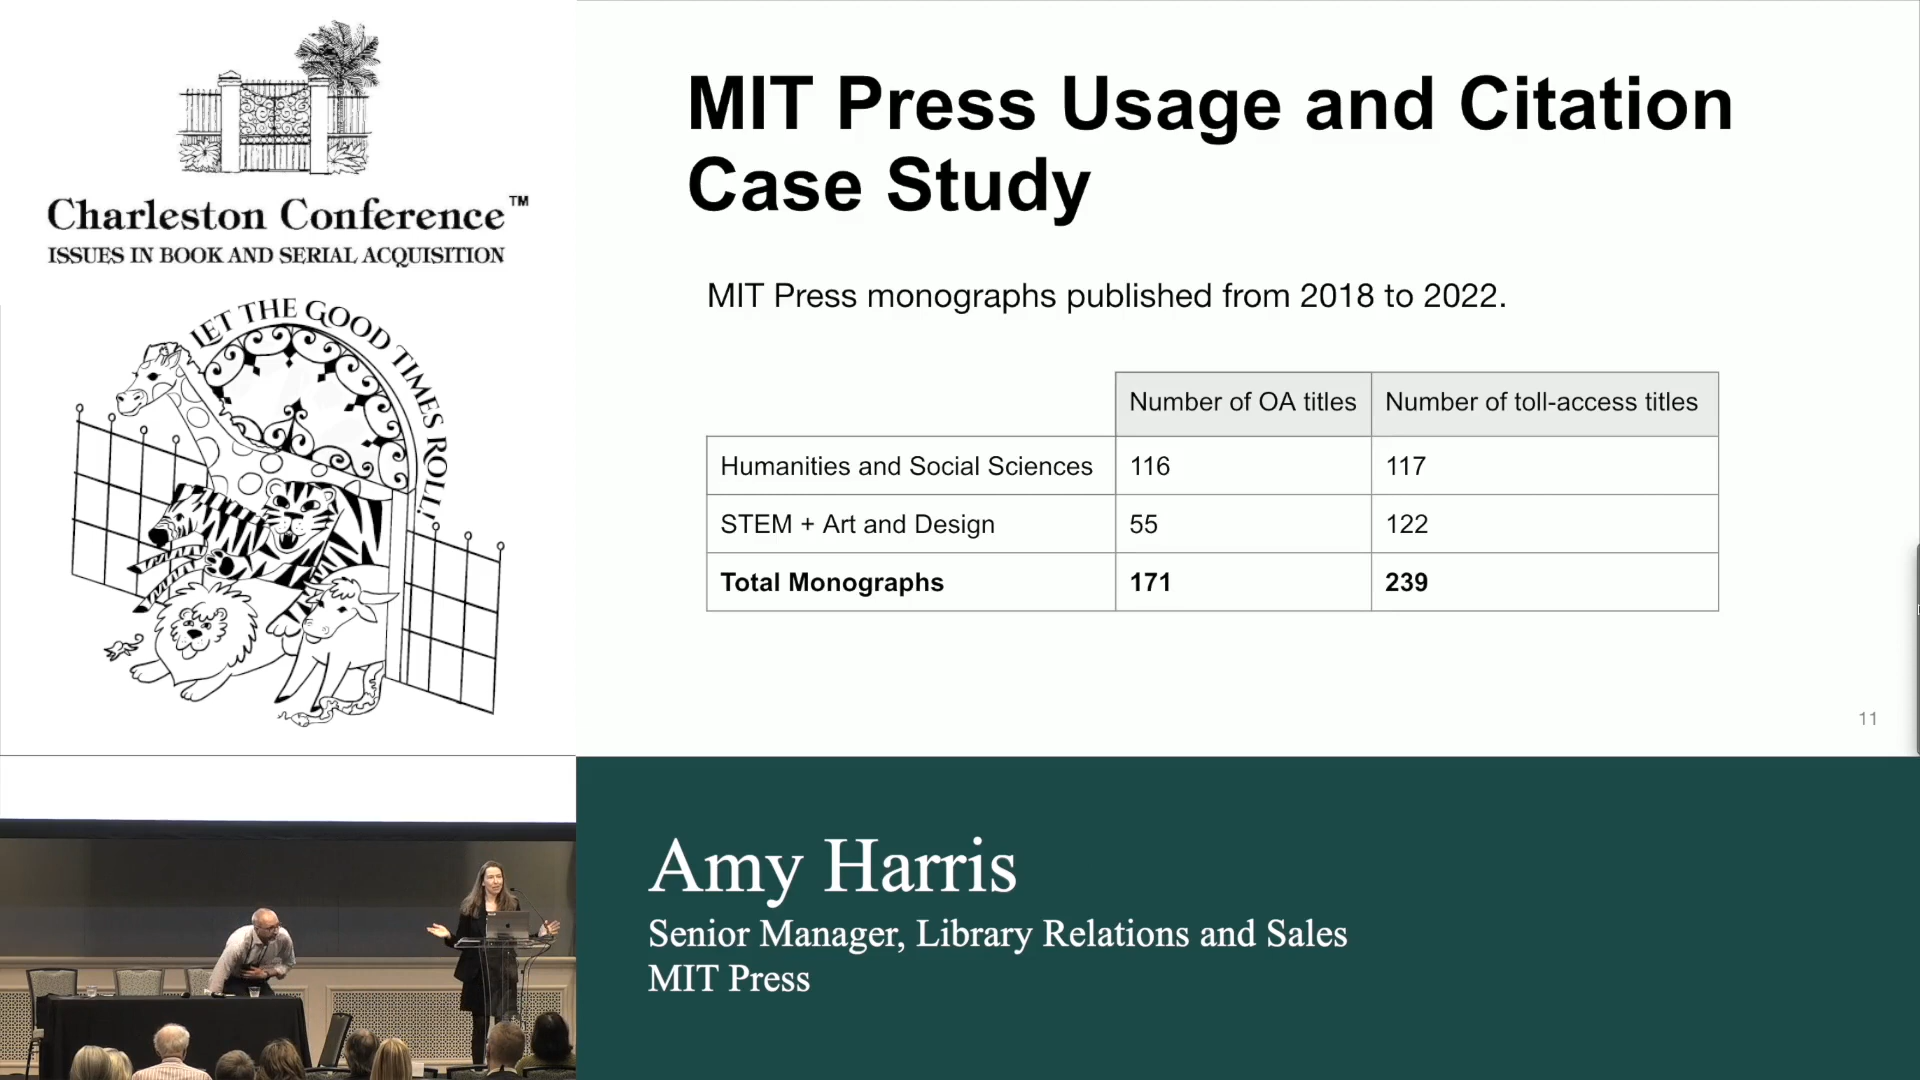 Charleston Conference™
ISSUES IN BOOK AND SERIAL ACQUISITION
LET THE GOOD TIMES ROLL!
MIT Press Usage and Citation
Case Study
MIT Press monographs published from 2018 to 2022.
Number of OA titles Number of toll-access titles
Humanities and Social Sciences 116 117
STEM + Art and Design 55 122
Total Monographs 171 239
11
Amy Harris
Senior Manager, Library Relations and Sales
MIT Press